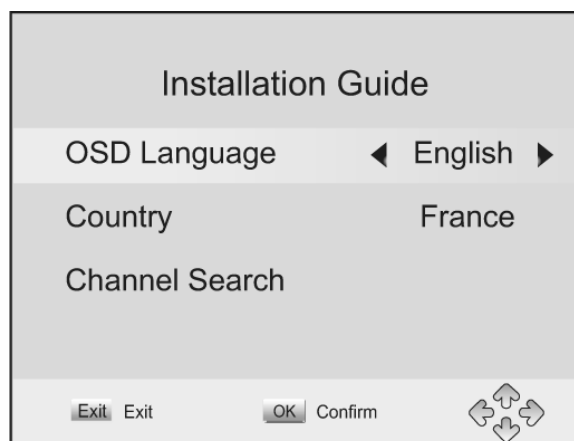 Installation Guide
OSD Language English
Country France
Channel Search
Exit Exit OK Confirm